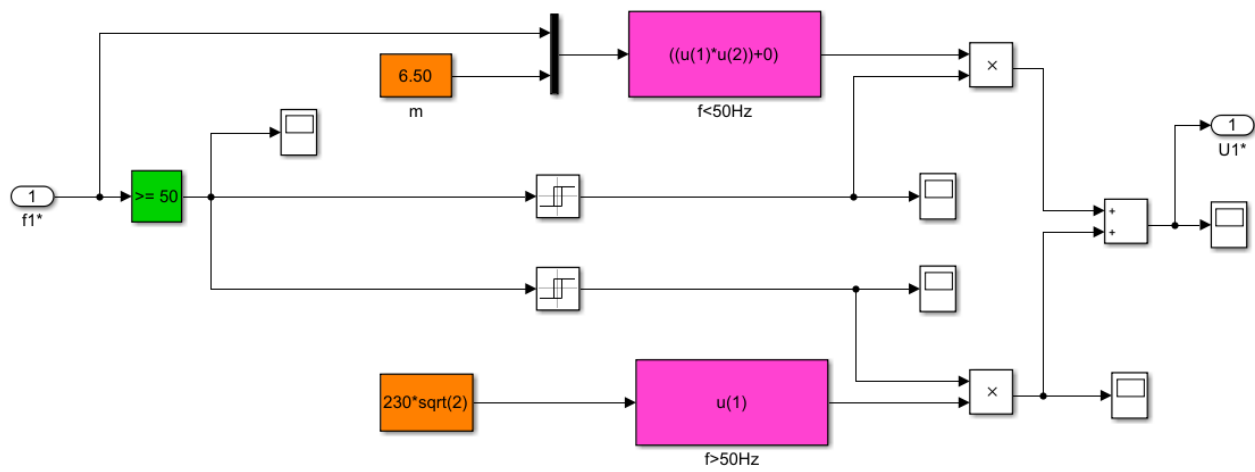 ((u(1)*u(2))+0)
×
6.50
m
f<50Hz
1
U1*
1
>= 50
f1*
+
+
230*sqrt(2)
u(1)
×
f>50Hz